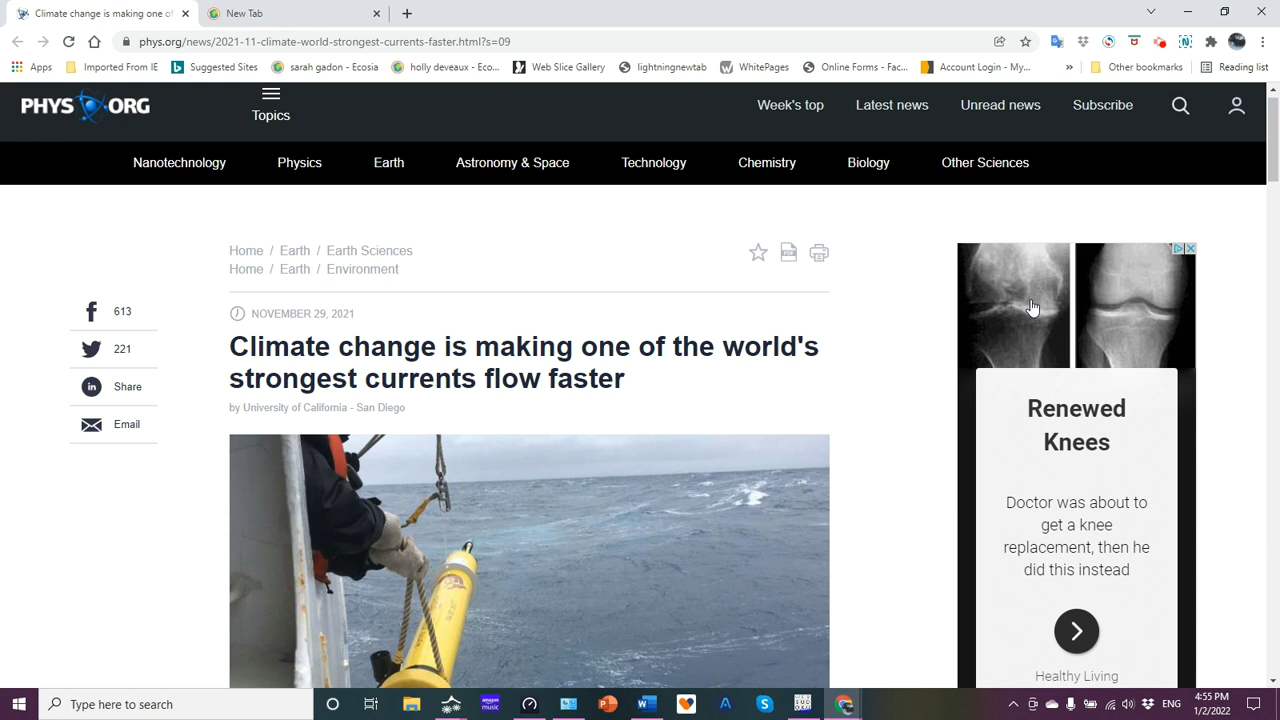 Climate change is making one of
New Tab
phys.org/news/2021-11-climate-world-strongest-currents-faster.html?s=09
Apps
Imported From IE
Suggested Sites
sarah gadon - Ecosia
holly deveaux - Eco...
Web Slice Gallery
lightningnewtab
WhitePages
Online Forms - Fac...
Account Login - My...
»
Other bookmarks
Reading list
PHYS ORG
Topics
Week's top
Latest news
Unread news
Subscribe
Nanotechnology
Physics
Earth
Astronomy & Space
Technology
Chemistry
Biology
Other Sciences
Home / Earth / Earth Sciences
Home / Earth / Environment
PDF
613
221
Share
Email
NOVEMBER 29, 2021
Climate change is making one of the world's
strongest currents flow faster
by University of California - San Diego
Renewed
Knees
Doctor was about to
get a knee
replacement, then he
did this instead
Healthy Living
Type here to search
amazon
music
ENG
4:55 PM
1/2/2022